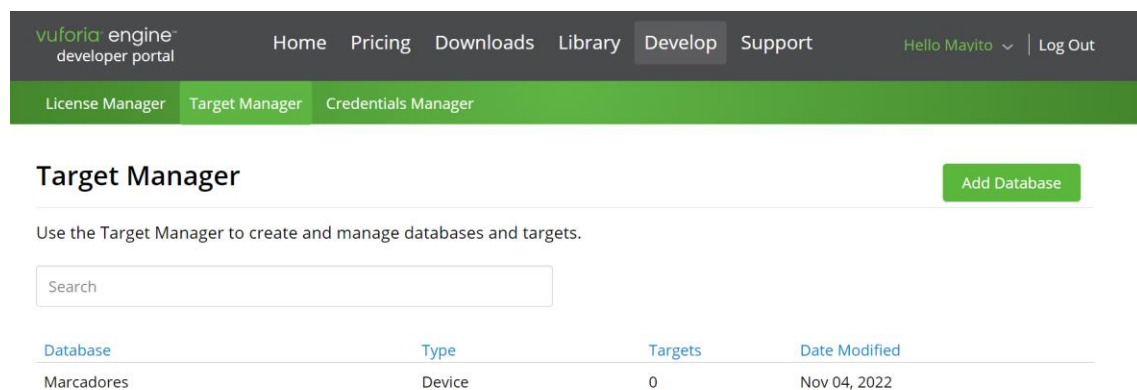 vuforia engine™
developer portal
Home Pricing Downloads Library Develop Support
Hello Mayito | Log Out
License Manager Target Manager Credentials Manager
Target Manager
Add Database
Use the Target Manager to create and manage databases and targets.
Search
Database Type Targets Date Modified
Marcadores Device 0 Nov 04, 2022